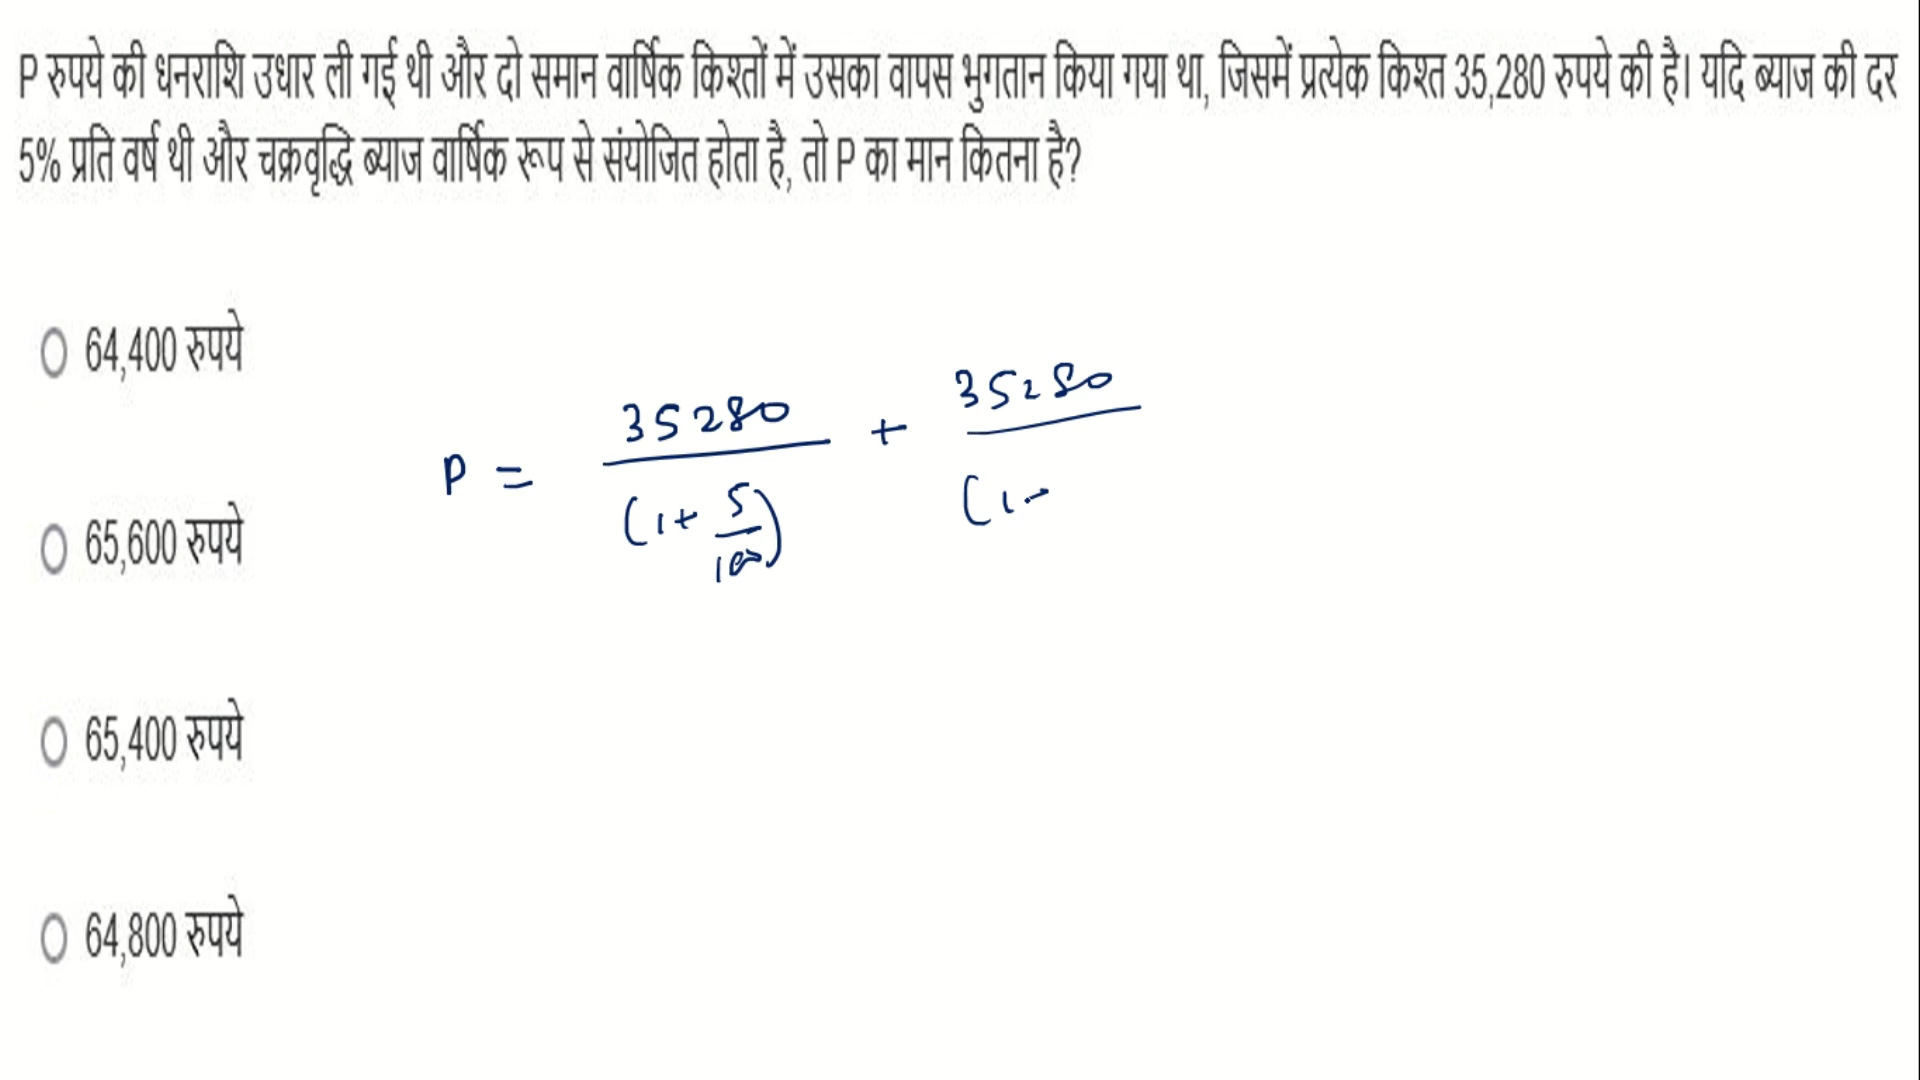 P रुपये की धनराशि उधार ली गई थी और दो समान वार्षिक किश्तों में उसका वापस भुगतान किया गया था, जिसमें प्रत्येक किश्त 35,280 रुपये की है। यदि ब्याज की दर
5% प्रति वर्ष थी और चक्रवृद्धि ब्याज वार्षिक रूप से संयोजित होता है, तो P का मान कितना है?
64,400 रुपये
65,600 रुपये
65,400 रुपये
64,800 रुपये
P = 35280 / (1 + 5/100) + 35280 / (1 -